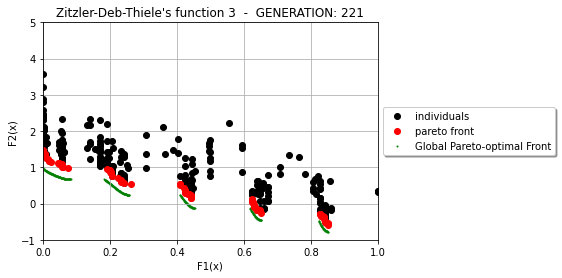 Zitzler-Deb-Thiele's function 3 - GENERATION: 221
5
4
3
2
1
0
−1
F2(x)
0.0 0.2 0.4 0.6 0.8 1.0
F1(x)
individuals
pareto front
Global Pareto-optimal Front